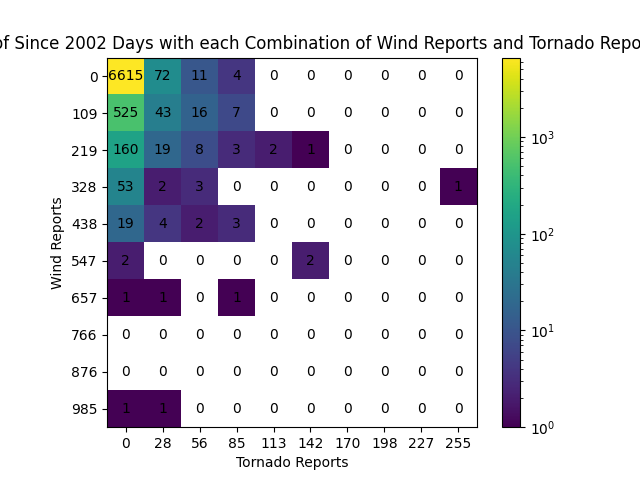 of Since 2002 Days with each Combination of Wind Reports and Tornado Repo
0 6615 72 11 4 0 0 0 0 0 0
109 525 43 16 7 0 0 0 0 0 0
219 160 19 8 3 2 1 0 0 0 0
328 53 2 3 0 0 0 0 0 0 1
438 19 4 2 3 0 0 0 0 0 0
547 2 0 0 0 0 2 0 0 0 0
657 1 1 0 1 0 0 0 0 0 0
766 0 0 0 0 0 0 0 0 0 0
876 0 0 0 0 0 0 0 0 0 0
985 1 1 0 0 0 0 0 0 0 0
0 28 56 85 113 142 170 198 227 255
Tornado Reports
Wind Reports
10³
10²
10¹
10⁰